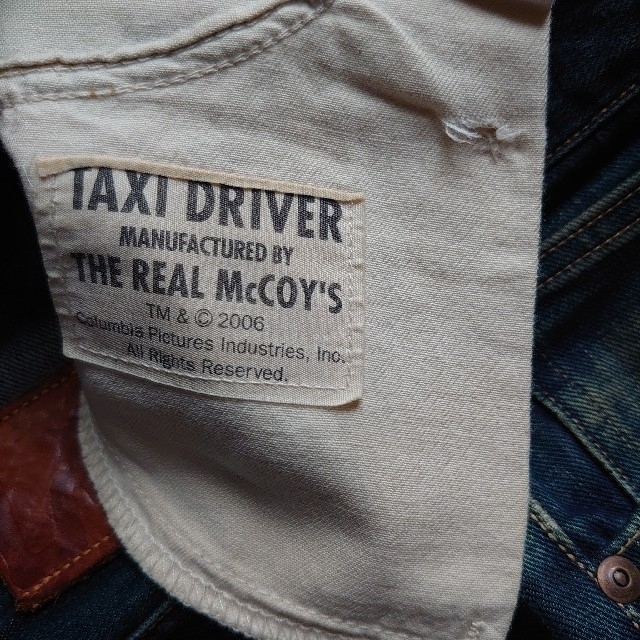 TAXI DRIVER
MANUFACTURED BY
THE REAL McCOY'S
TM & © 2006
Columbia Pictures Industries, Inc.
All Rights Reserved.